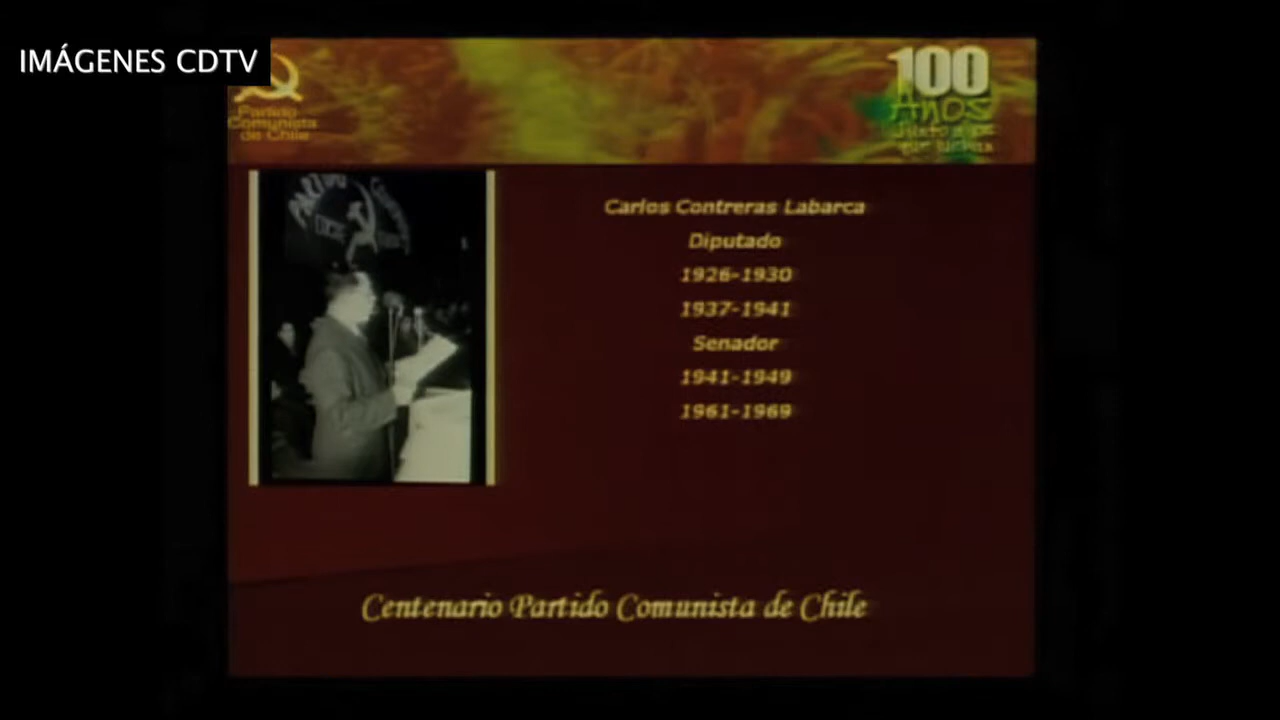 IMÁGENES CDTV
Partido
Comunista
de Chile
100
Años
Carlos Contreras Labarca
Diputado
1926-1930
1937-1941
Senador
1941-1949
1961-1969
Centenario Partido Comunista de Chile